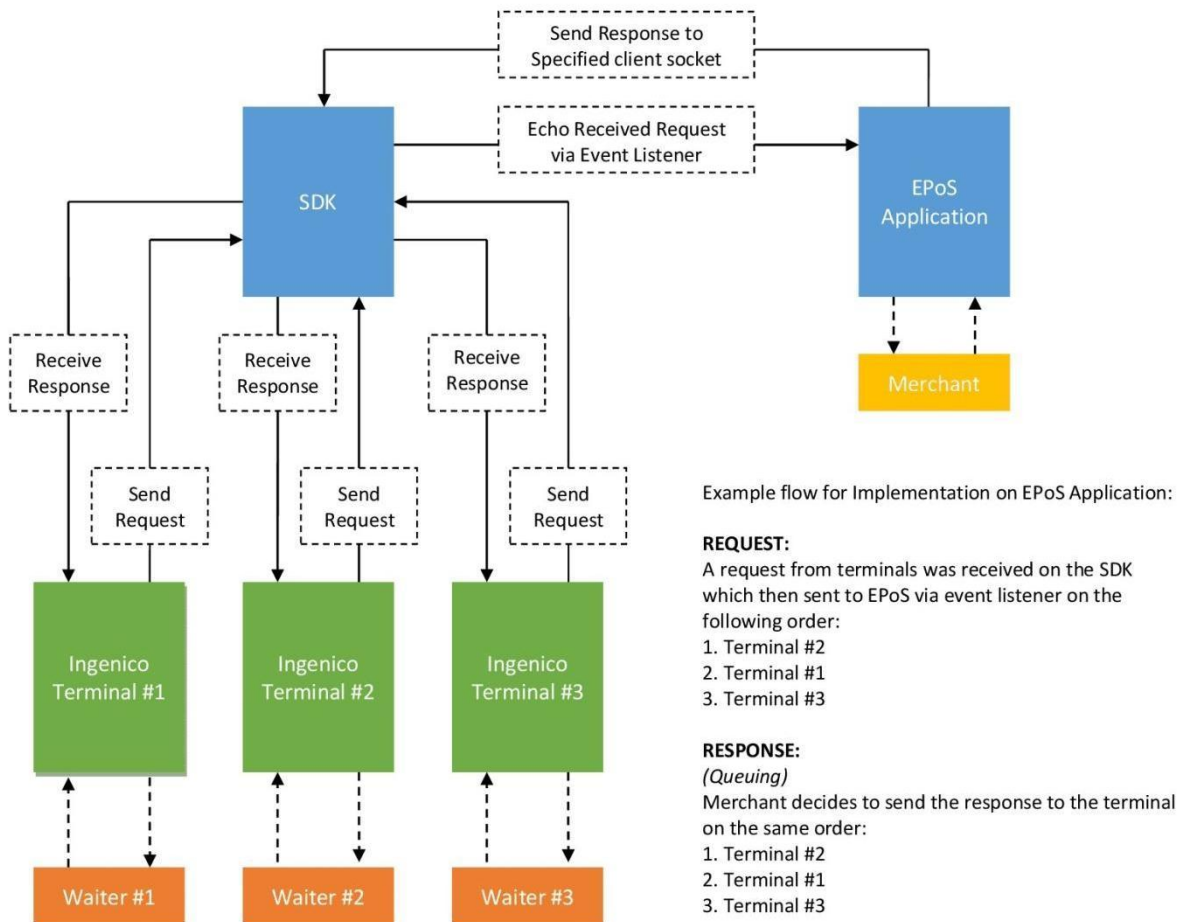 Send Response to
Specified client socket
Echo Received Request
via Event Listener
SDK
EPoS
Application
Receive
Response
Receive
Response
Receive
Response
Merchant
Send
Request
Send
Request
Send
Request
Ingenico
Terminal #1
Ingenico
Terminal #2
Ingenico
Terminal #3
Waiter #1
Waiter #2
Waiter #3
Example flow for Implementation on EPoS Application:
REQUEST:
A request from terminals was received on the SDK
which then sent to EPoS via event listener on the
following order:
1. Terminal #2
2. Terminal #1
3. Terminal #3
RESPONSE:
(Queuing)
Merchant decides to send the response to the terminal
on the same order:
1. Terminal #2
2. Terminal #1
3. Terminal #3